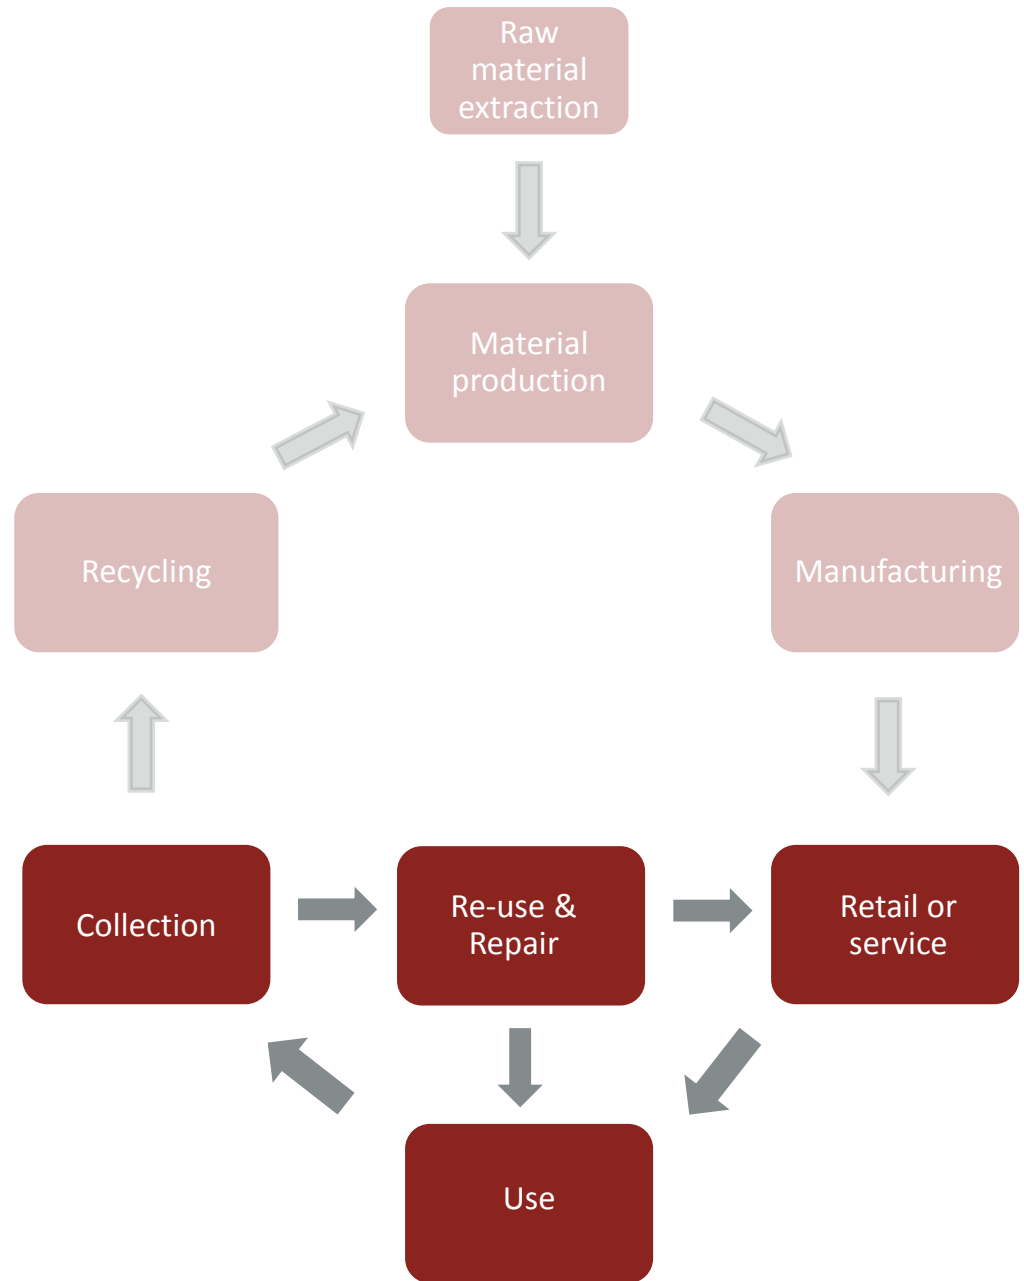 Raw
material
extraction
Material
production
Recycling
Manufacturing
Collection
Re-use &
Repair
Retail or
service
Use